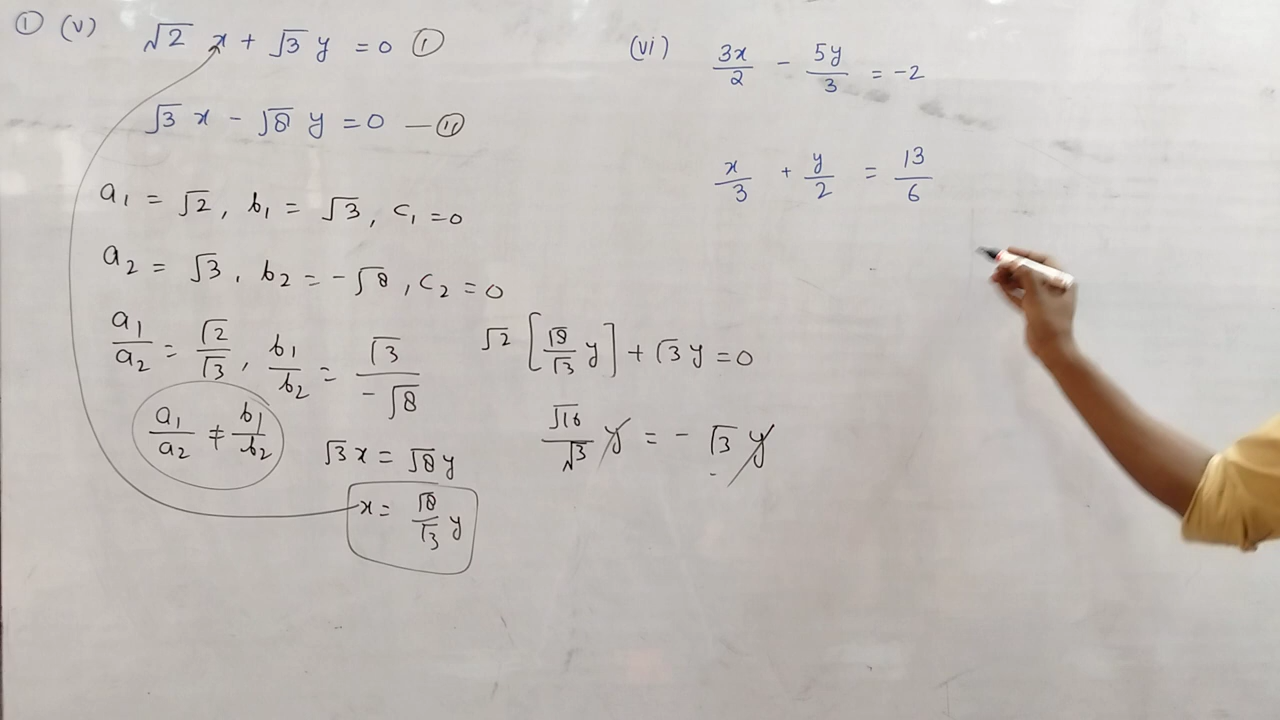 ① (v) √2 x + √3 y = 0 ①
√3 x - √8 y = 0 — ⑪
a₁ = √2, b₁ = √3, c₁ = 0
a₂ = √3, b₂ = -√8, c₂ = 0
a₁/a₂ = √2/√3, b₁/b₂ = √3/-√8
a₁/a₂ ≠ b₁/b₂
√3 x = √8 y
x = √8/√3 y
√2 [√8/√3 y] + √3 y = 0
√16/√3 y = - √3 y
(vi) 3x/2 - 5y/3 = -2
x/3 + y/2 = 13/6